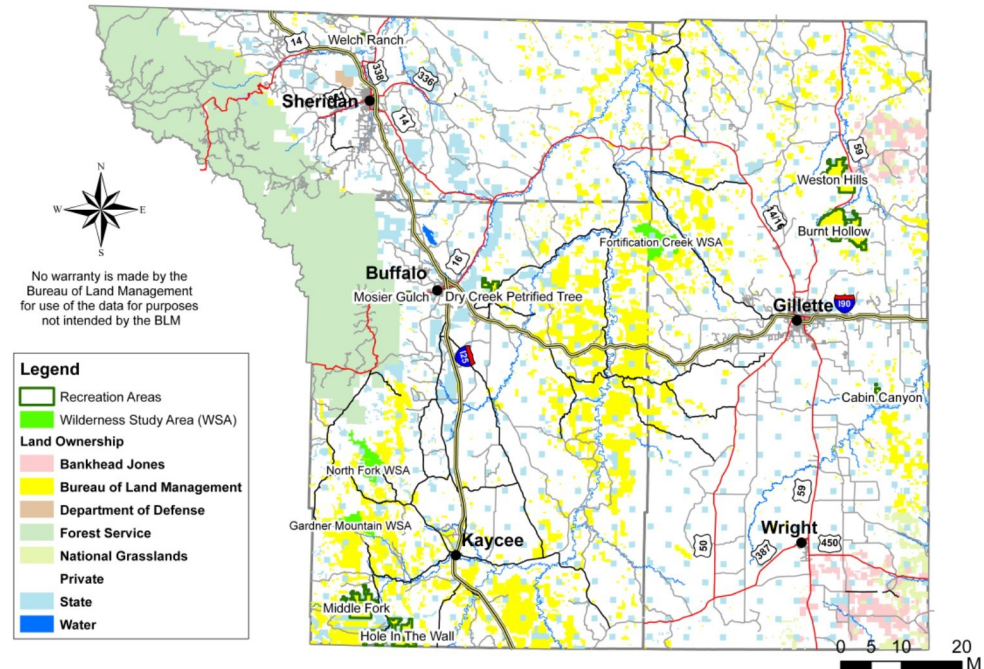 14
Welch Ranch
338
336
Sheridan
14
59
Weston Hills
N
W E
S
14/16
Burnt Hollow
Fortification Creek WSA
16
Buffalo
Mosier Gulch
Dry Creek Petrified Tree
No warranty is made by the
Bureau of Land Management
for use of the data for purposes
not intended by the BLM
Gillette
I90
I25
Cabin Canyon
Legend
Recreation Areas
Wilderness Study Area (WSA)
Land Ownership
Bankhead Jones
Bureau of Land Management
Department of Defense
Forest Service
National Grasslands
Private
State
Water
North Fork WSA
59
Gardner Mountain WSA
Wright
Kaycee
50
387
450
Middle Fork
Hole In The Wall
0 5 10 20
M